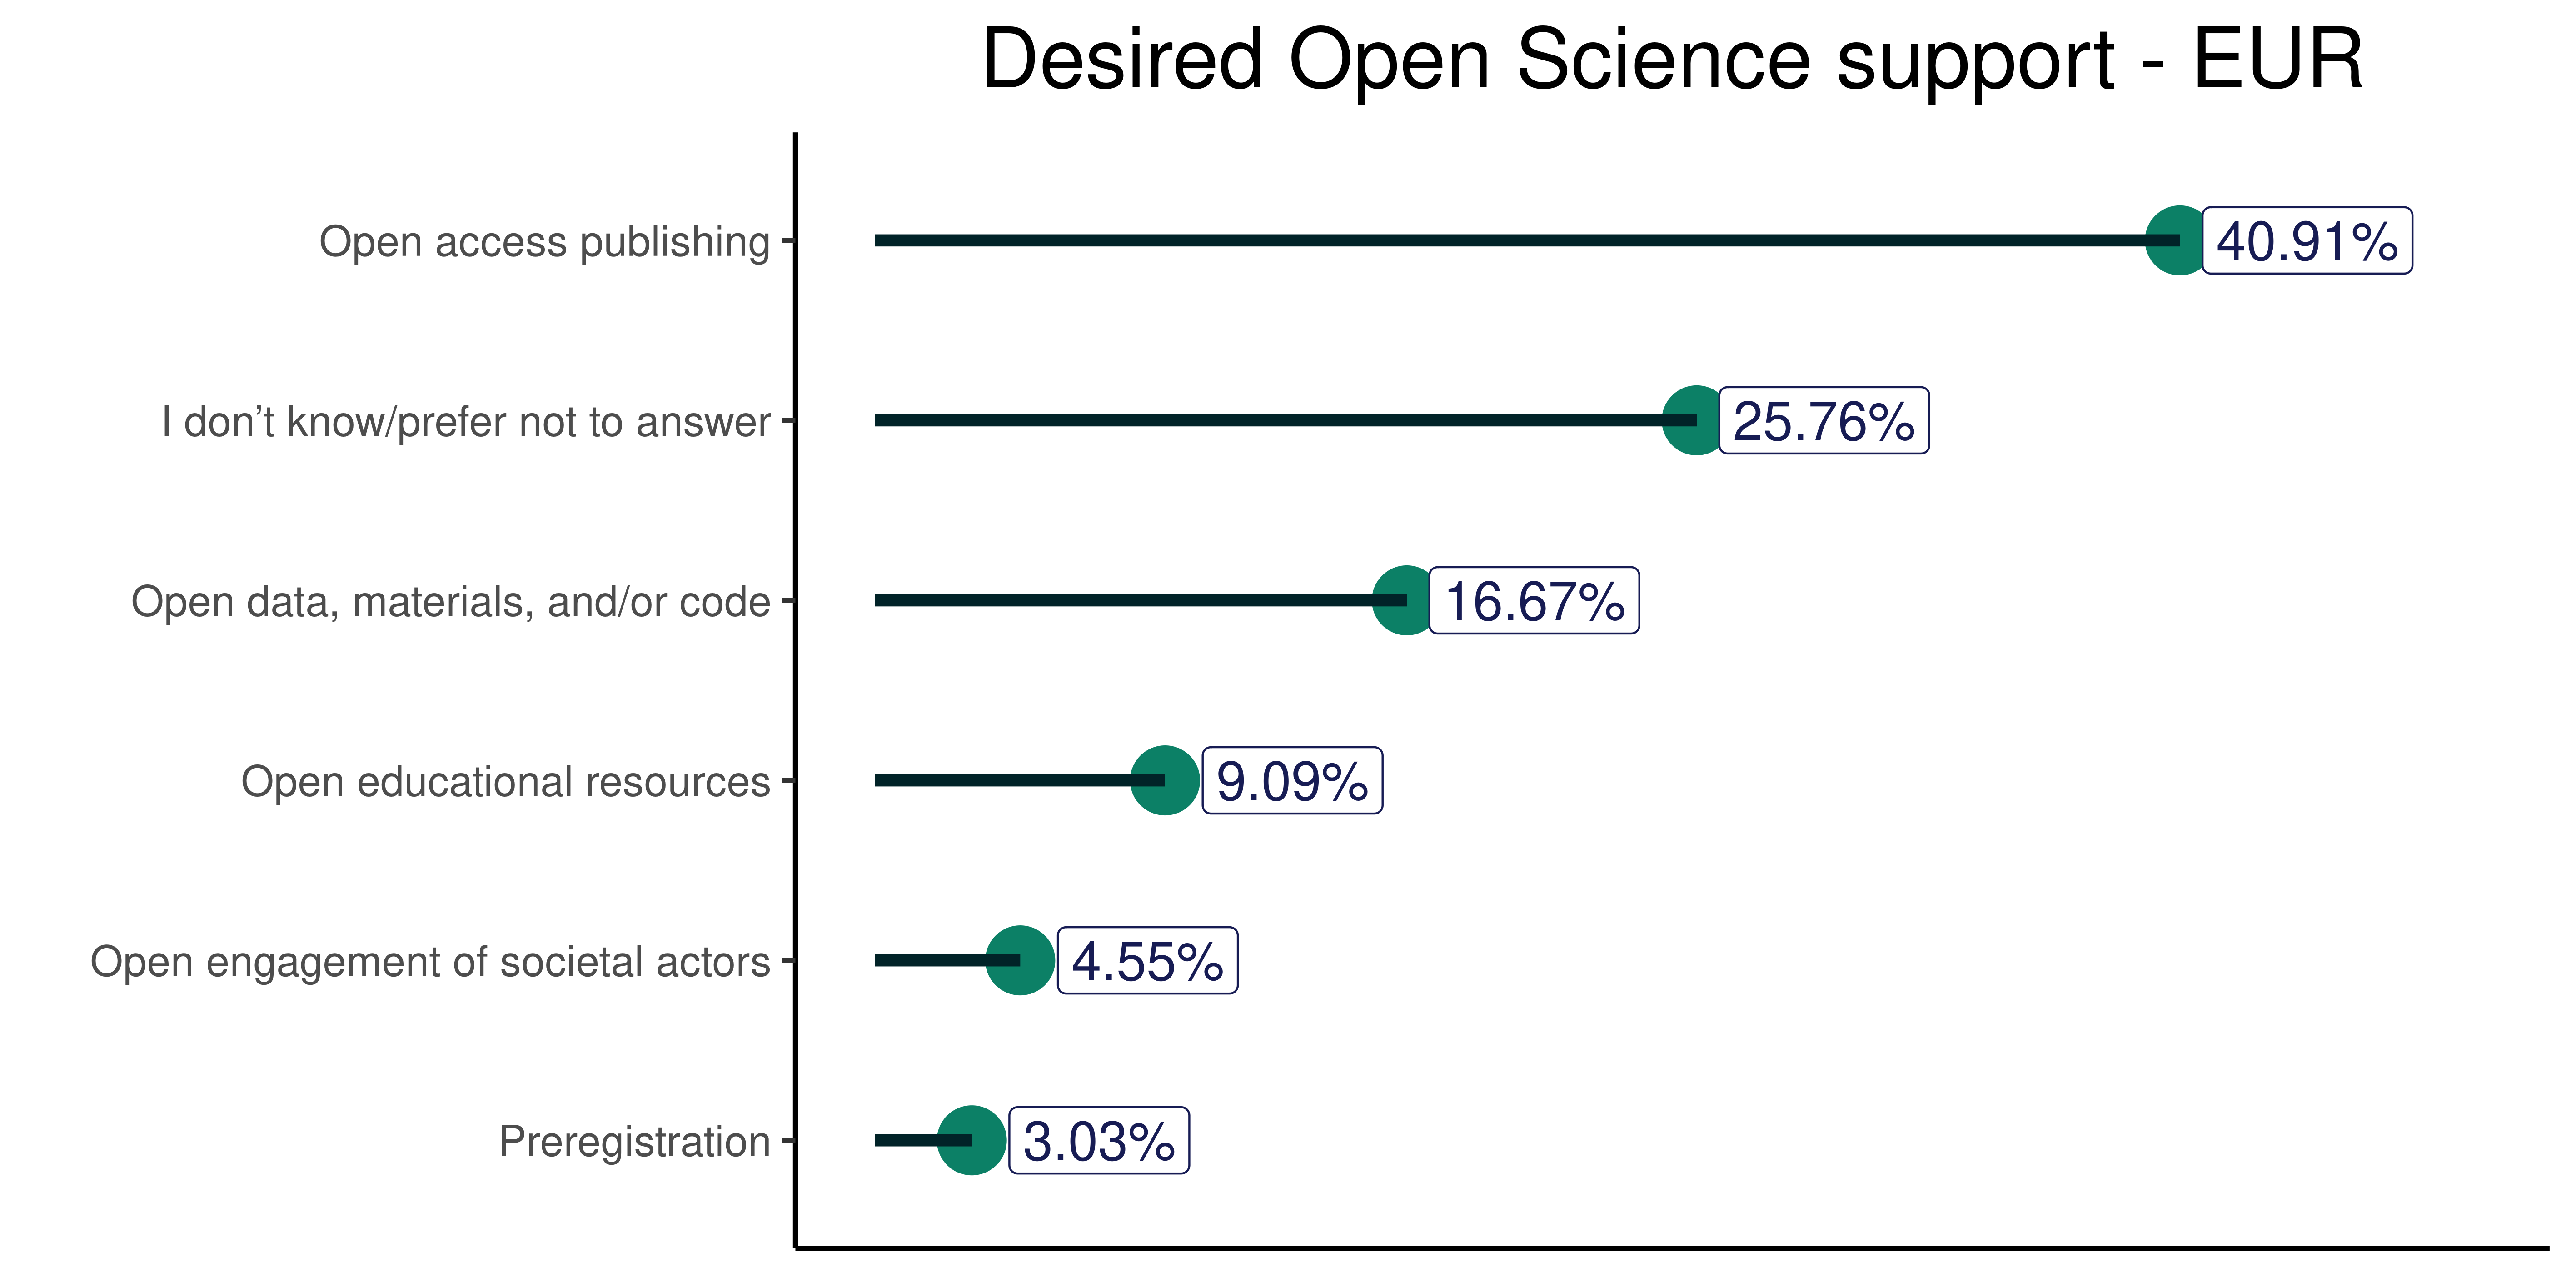 Desired Open Science support - EUR
Open access publishing 40.91%
I don’t know/prefer not to answer 25.76%
Open data, materials, and/or code 16.67%
Open educational resources 9.09%
Open engagement of societal actors 4.55%
Preregistration 3.03%